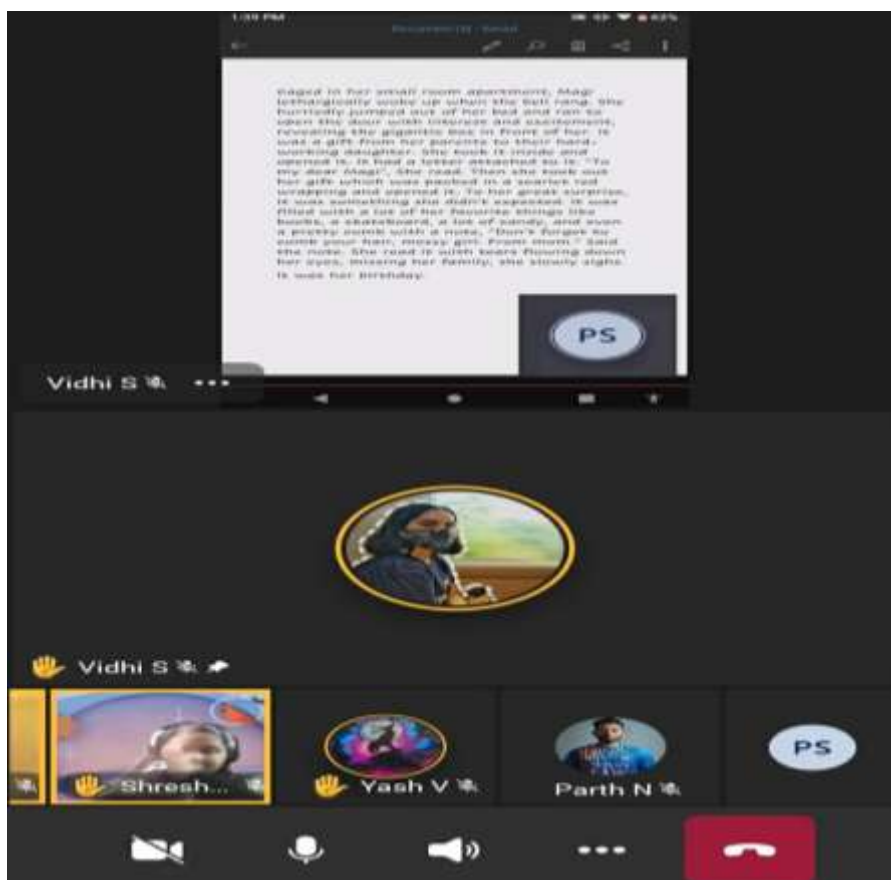 1:39 PM 63%
caged in her small room apartment, Magi
lethargically woke up when the bell rang. She
hurriedly jumped out of her bed and ran to
open the door with interest and excitement,
revealing the gigantic box in front of her. It
was a gift from her parents to their hard-
working daughter. She took it inside and
opened it. It had a letter attached to it. "To
my dear Magi", She read. Then she took out
her gift which was packed in a scarlet red
wrapping and opened it. To her great surprise,
it was something she didn't expected. It was
filled with a lot of her favorite things like
books, a skateboard, a lot of candy, and even
a pretty comb with a note, "Don't forget to
comb your hair, messy girl. From mom." Said
the note. She read it with tears flowing down
her eyes, missing her family, she slowly sighs.
It was her birthday.
PS
Vidhi S
Vidhi S
Shresh...
Yash V
Parth N
PS